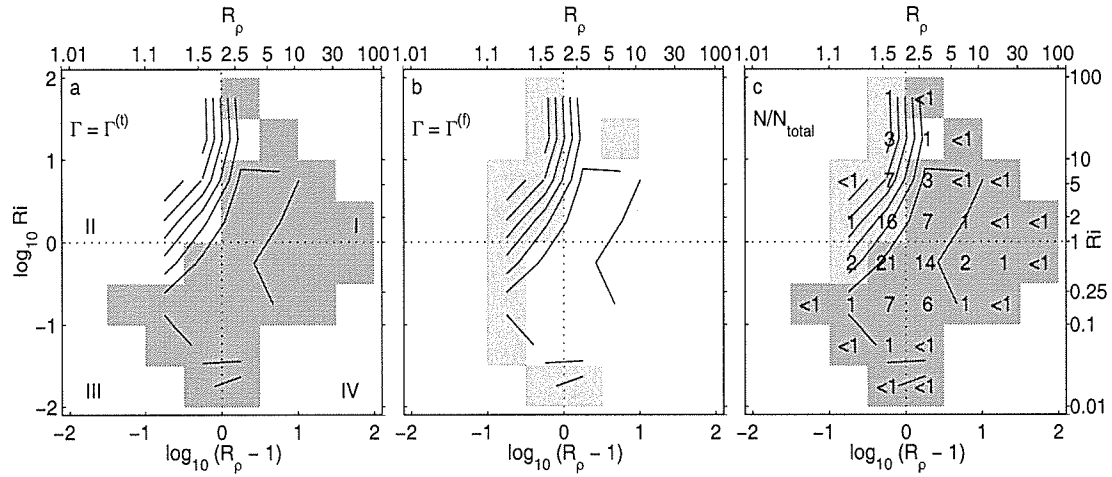 R_ρ R_ρ R_ρ
1.01 1.1 1.5 2.5 5 10 30 100 1.01 1.1 1.5 2.5 5 10 30 100 1.01 1.1 1.5 2.5 5 10 30 100
2 a b c 1 <1 100
Γ = Γ^(t) Γ = Γ^(f) N/N_total
3 1 <1
1 10
<1 7 3 <1 <1 5
log_10 Ri II I 1 16 7 1 <1 <1 2
0 1 Ri
2 21 14 2 1 <1
<1 1 7 6 1 <1 0.25
−1 0.1
<1 1 <1
III IV <1 <1
−2 0.01
−2 −1 0 1 2 −2 −1 0 1 2 −2 −1 0 1 2
log_10 (R_ρ − 1) log_10 (R_ρ − 1) log_10 (R_ρ − 1)